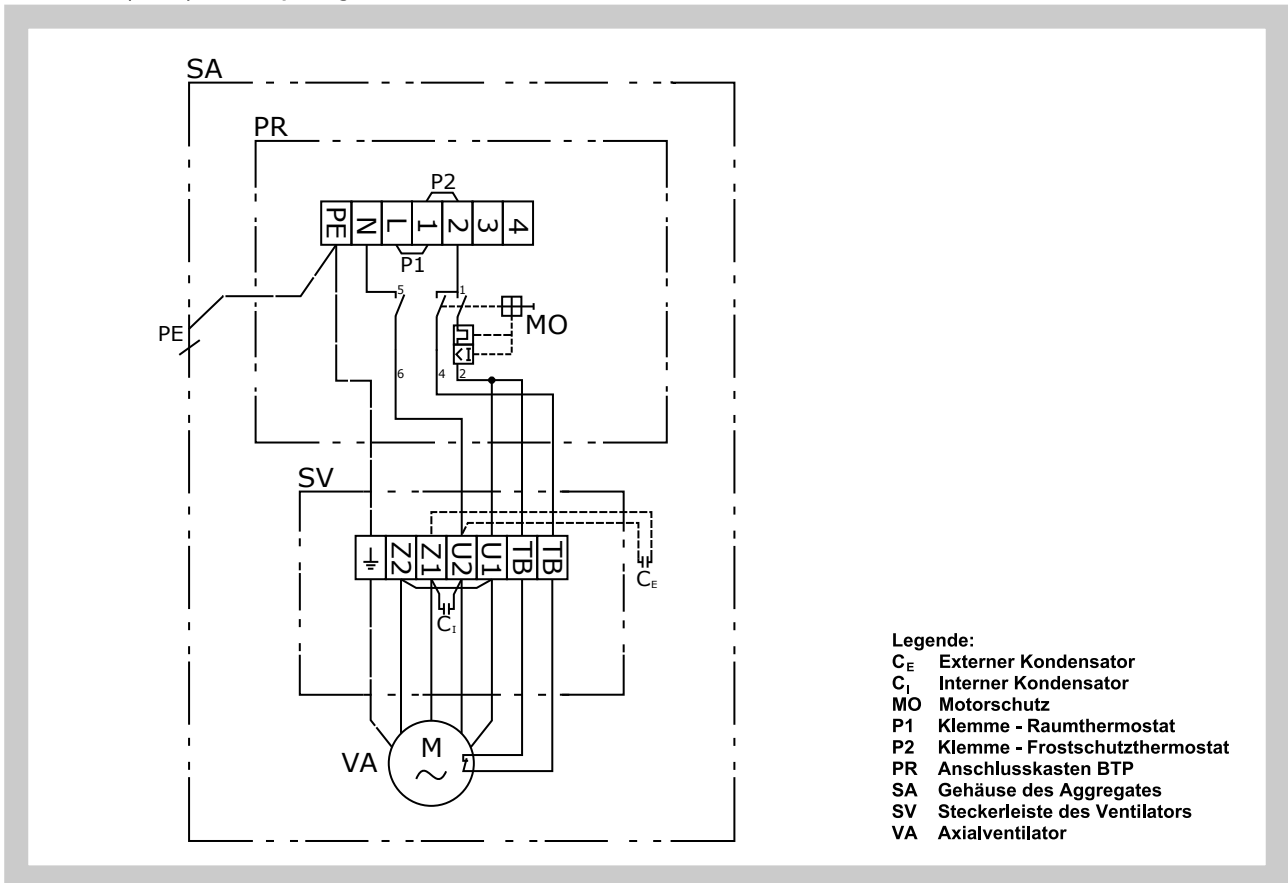 SA
PR
P2
PE N L 1 2 3 4
P1
5 1
MO
PE
6 4 2
SV
⏚ Z2 Z1 U2 U1 TB TB
CE
CI
VA
M
~
Legende:
CE Externer Kondensator
CI Interner Kondensator
MO Motorschutz
P1 Klemme - Raumthermostat
P2 Klemme - Frostschutzthermostat
PR Anschlusskasten BTP
SA Gehäuse des Aggregates
SV Steckerleiste des Ventilators
VA Axialventilator